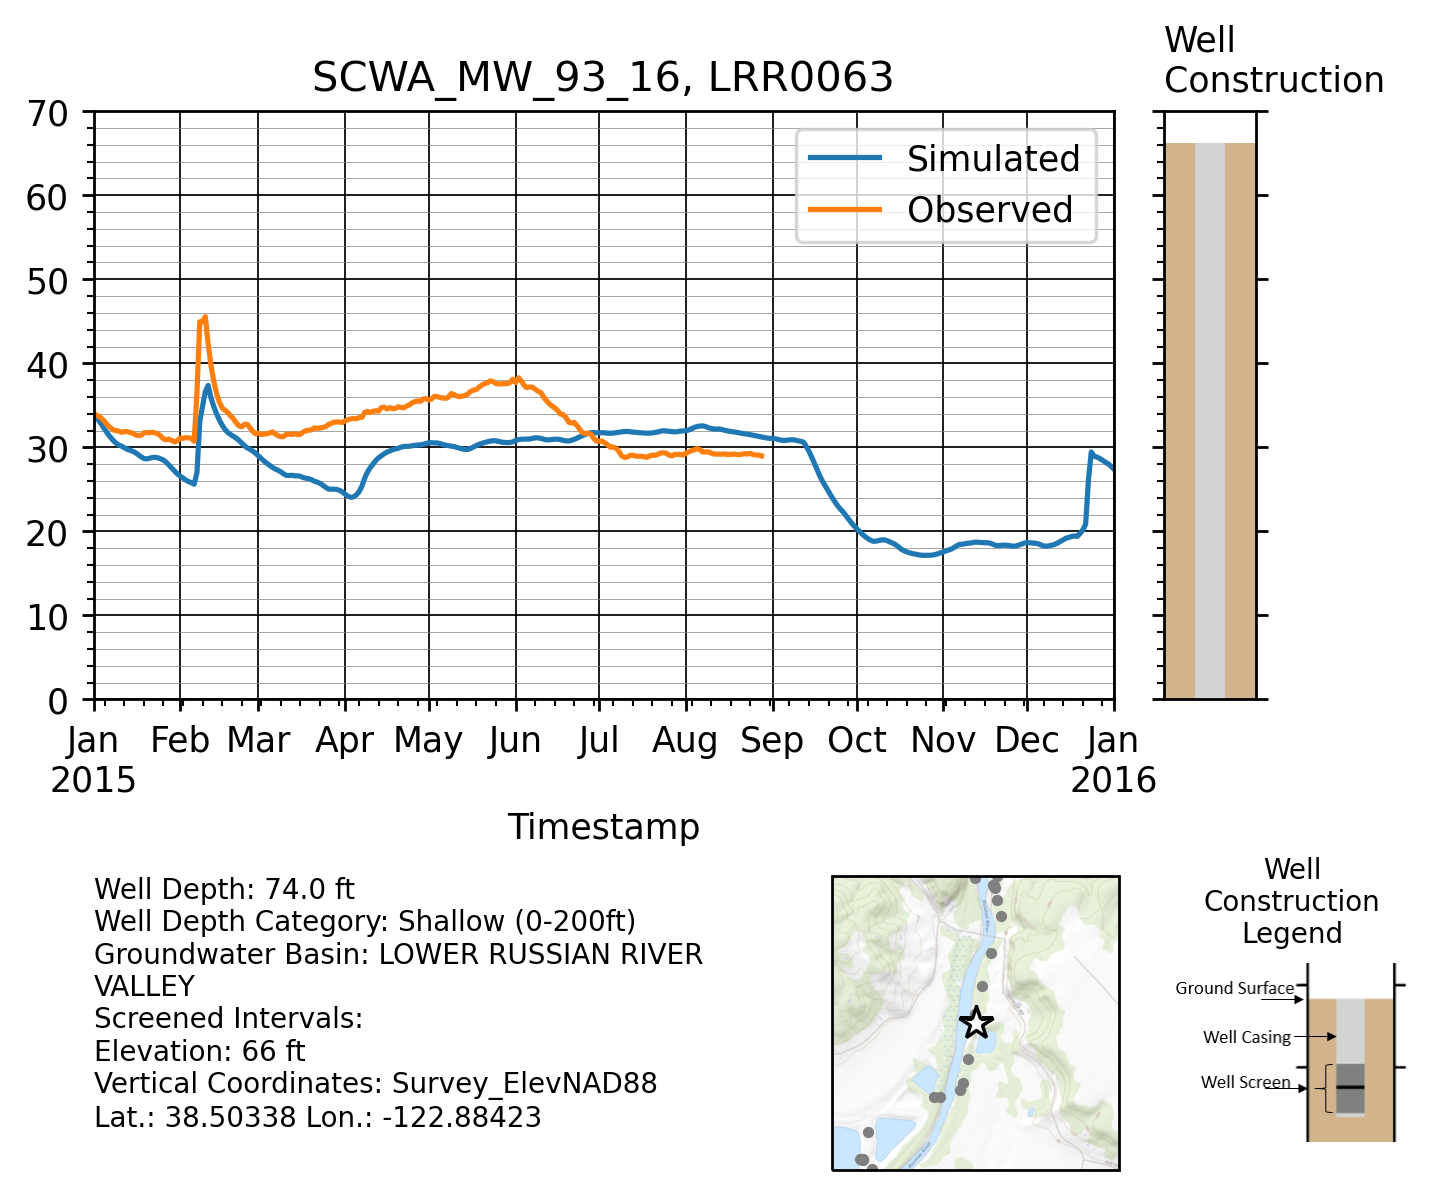 Well
Construction
SCWA_MW_93_16, LRR0063
70
60
50
40
30
20
10
0
Simulated
Observed
Jan Feb Mar Apr May Jun Jul Aug Sep Oct Nov Dec Jan
2015 2016
Timestamp
Well Depth: 74.0 ft
Well Depth Category: Shallow (0-200ft)
Groundwater Basin: LOWER RUSSIAN RIVER
VALLEY
Screened Intervals:
Elevation: 66 ft
Vertical Coordinates: Survey_ElevNAD88
Lat.: 38.50338 Lon.: -122.88423
Well
Construction
Legend
Ground Surface
Well Casing
Well Screen